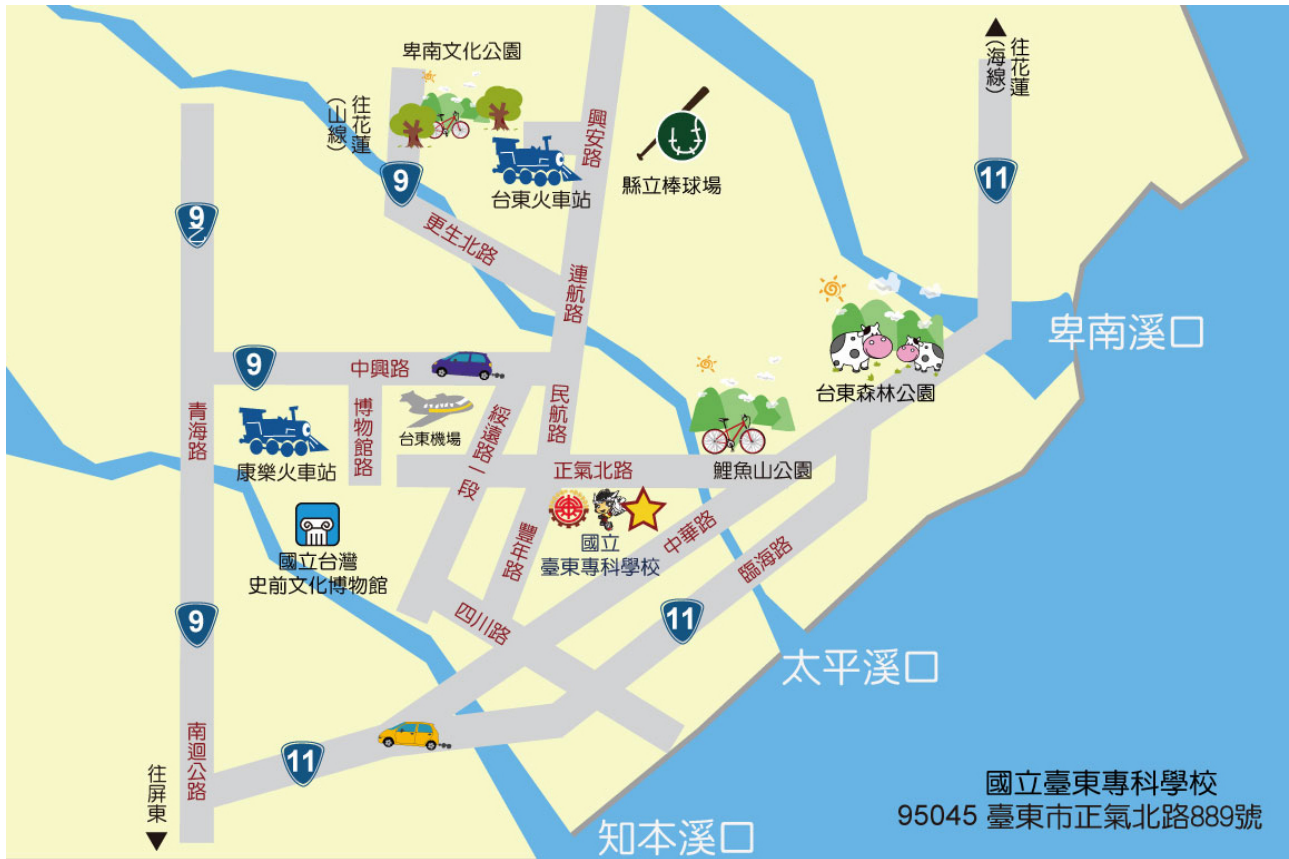 卑南文化公園
往花蓮
(山線)
9
台東火車站
興安路
縣立棒球場
往花蓮
(海線)
11
9乙
更生北路
連航路
卑南溪口
9
中興路
台東森林公園
青海路
康樂火車站
博物館路
台東機場
綏遠路一段
民航路
正氣北路
鯉魚山公園
國立台灣
史前文化博物館
豐年路
國立
臺東專科學校
中華路
臨海路
9
四川路
11
太平溪口
南迴公路
11
往屏東
知本溪口
國立臺東專科學校
95045 臺東市正氣北路889號